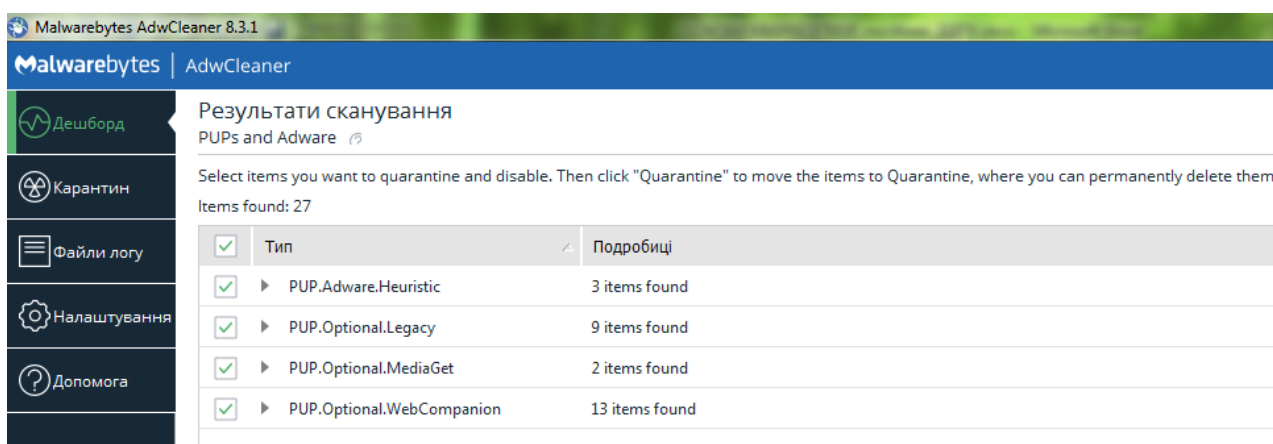 Malwarebytes AdwCleaner 8.3.1
Malwarebytes | AdwCleaner
Дешборд
Карантин
Файли логу
Налаштування
Допомога
Результати сканування
PUPs and Adware
Select items you want to quarantine and disable. Then click "Quarantine" to move the items to Quarantine, where you can permanently delete them
Items found: 27
Тип Подробиці
PUP.Adware.Heuristic 3 items found
PUP.Optional.Legacy 9 items found
PUP.Optional.MediaGet 2 items found
PUP.Optional.WebCompanion 13 items found